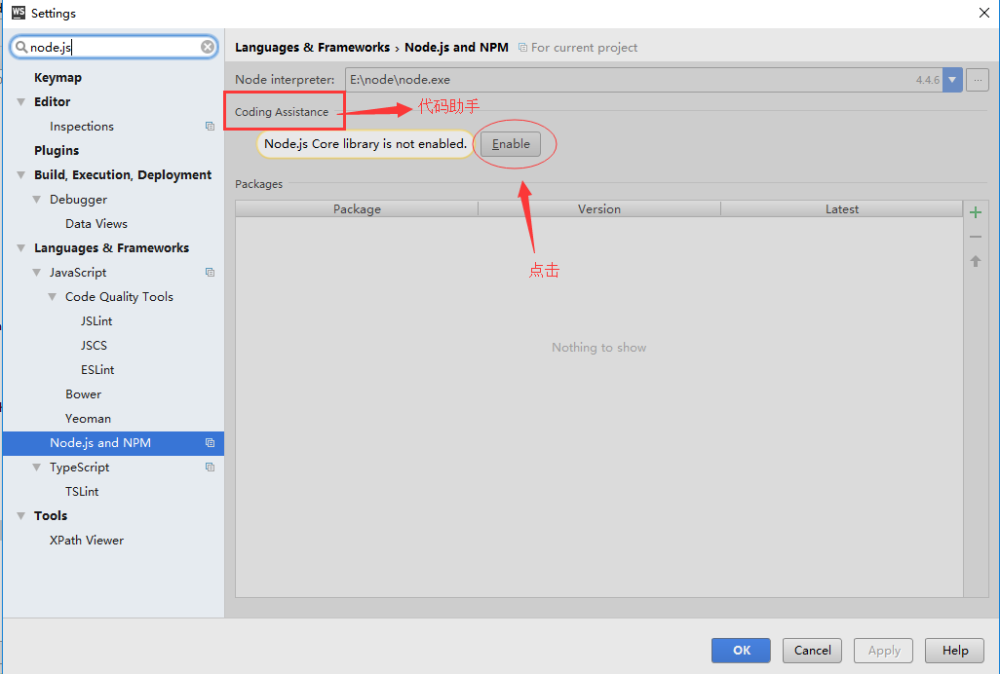 WS Settings
node.js
Keymap
Editor
Inspections
Plugins
Build, Execution, Deployment
Debugger
Data Views
Languages & Frameworks
JavaScript
Code Quality Tools
JSLint
JSCS
ESLint
Bower
Yeoman
Node.js and NPM
TypeScript
TSLint
Tools
XPath Viewer
Languages & Frameworks › Node.js and NPM For current project
Node interpreter: E:\node\node.exe 4.4.6 ...
Coding Assistance 代码助手
Node.js Core library is not enabled. Enable
Packages
Package Version Latest
点击
Nothing to show
OK Cancel Apply Help